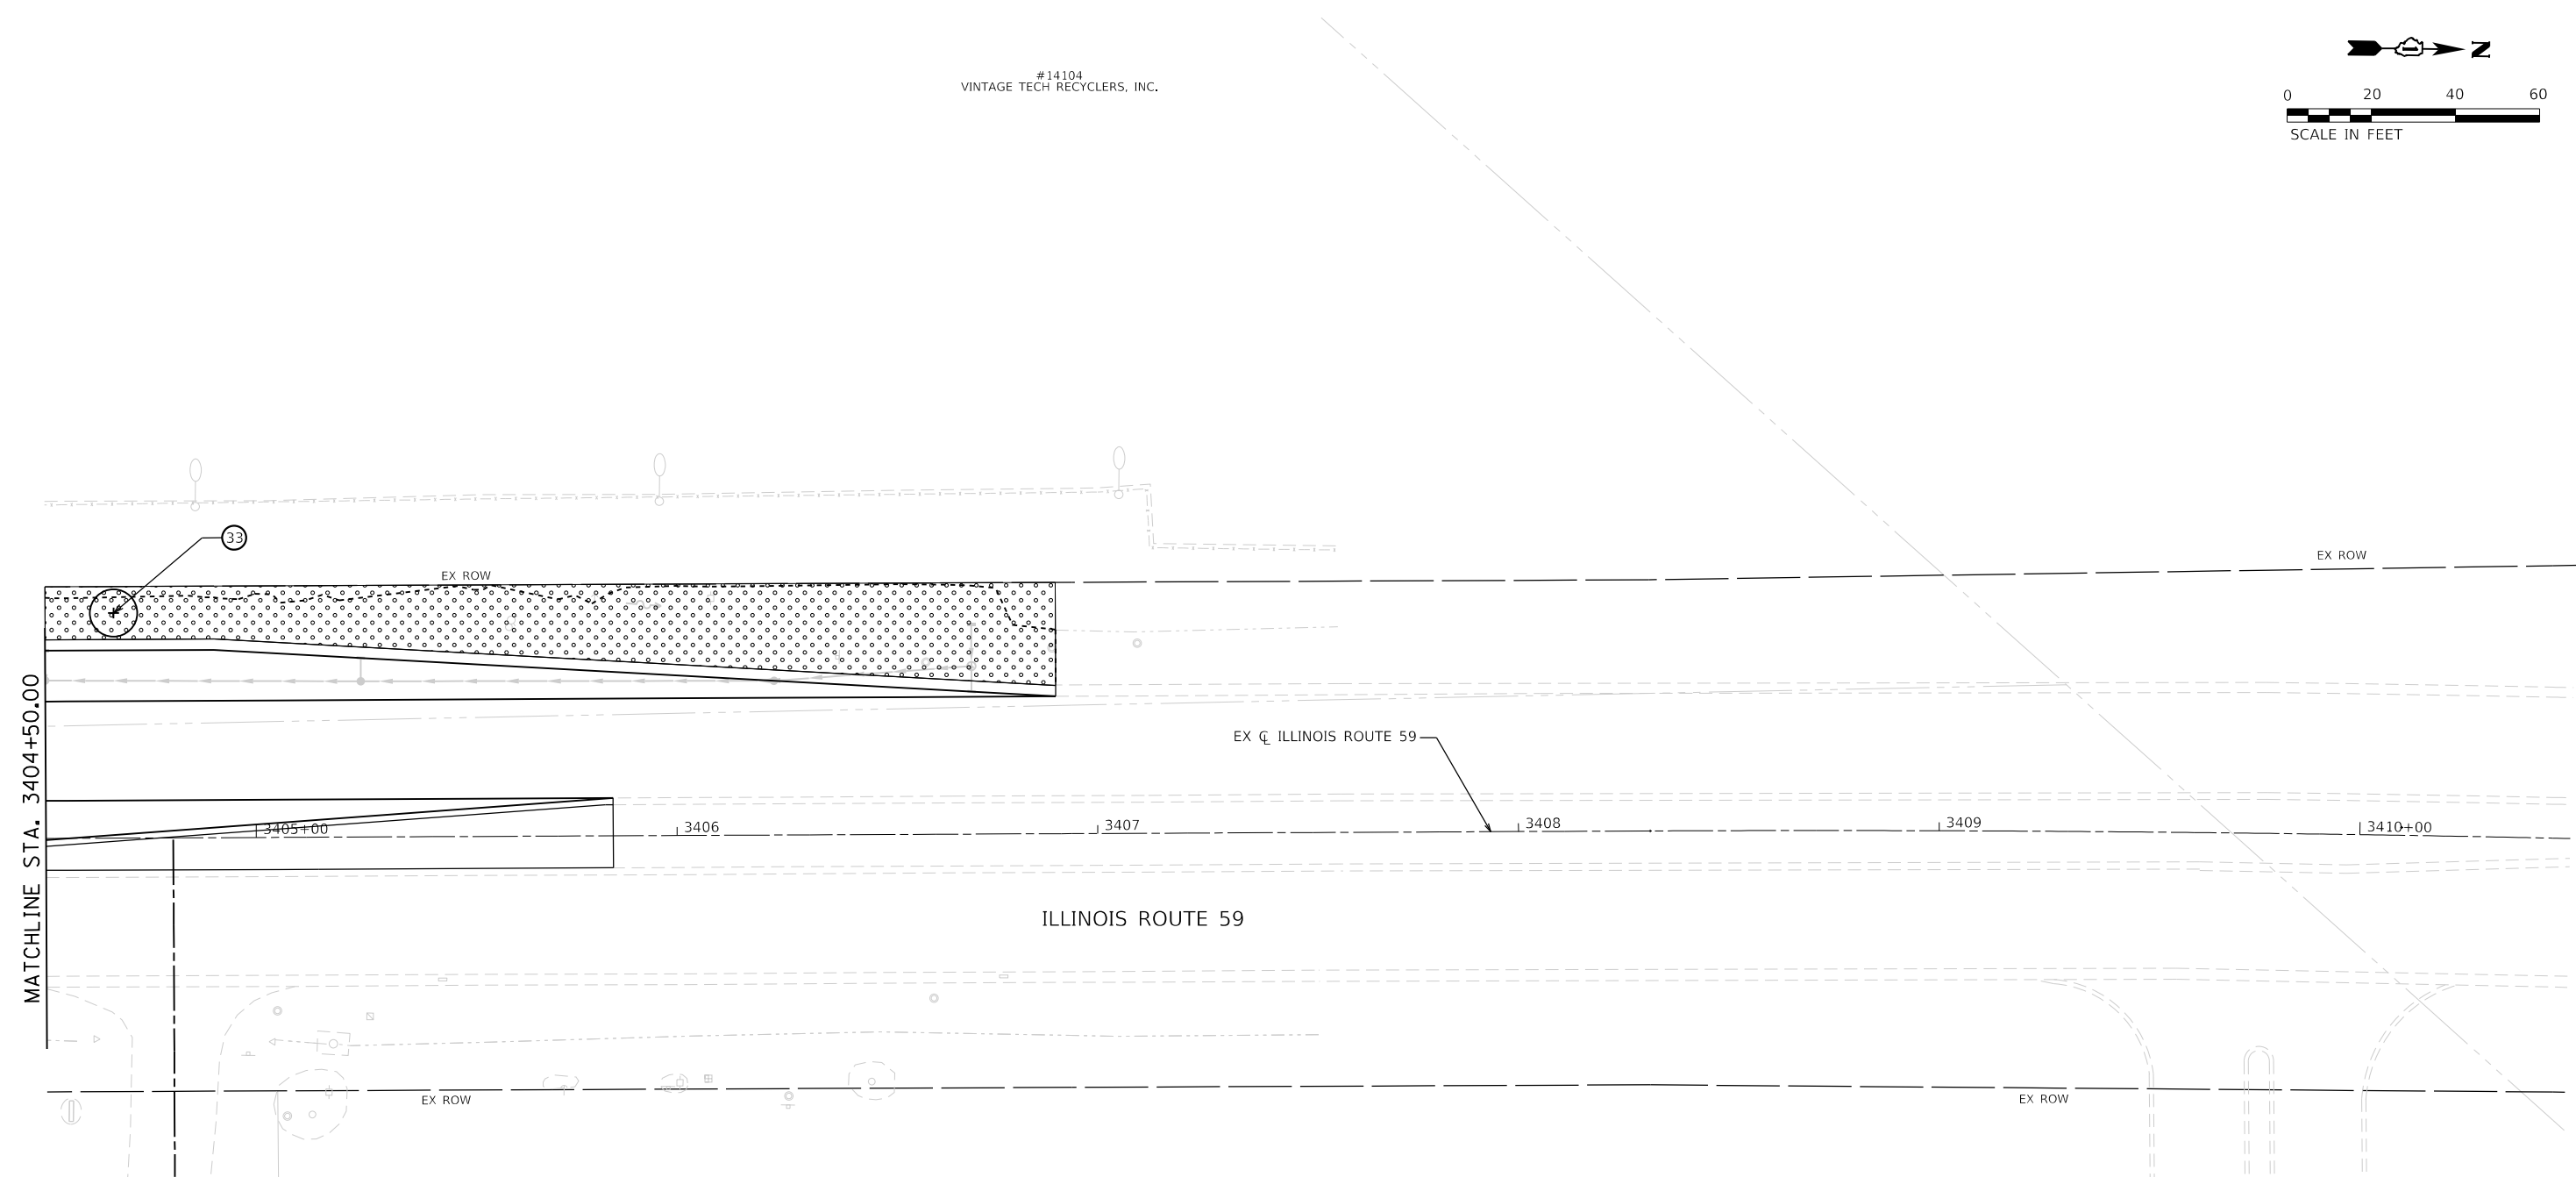 #14104
VINTAGE TECH RECYCLERS, INC.
N
0 20 40 60
SCALE IN FEET
33
EX ROW
EX ROW
MATCHLINE STA. 3404+50.00
EX ℄ ILLINOIS ROUTE 59
3405+00
3406
3407
3408
3409
3410+00
ILLINOIS ROUTE 59
EX ROW
EX ROW